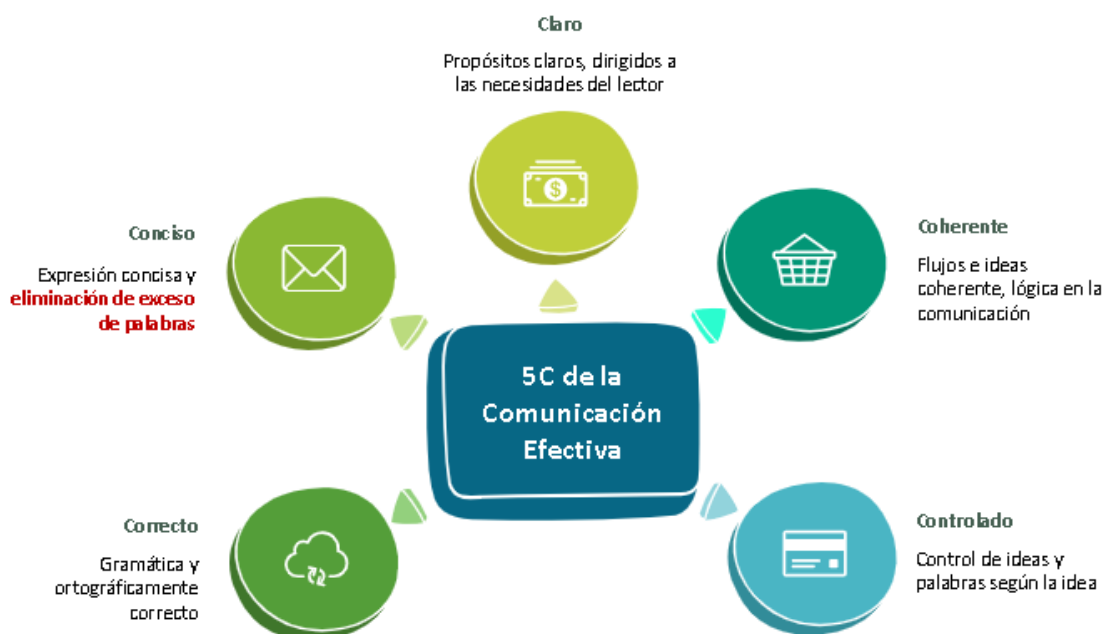 Claro
Propósitos claros, dirigidos a
las necesidades del lector
Conciso
Expresión concisa y
eliminación de exceso
de palabras
Coherente
Flujos e ideas
coherente, lógica en la
comunicación
5C de la
Comunicación
Efectiva
Correcto
Gramática y
ortográficamente
correcto
Controlado
Control de ideas y
palabras según la idea